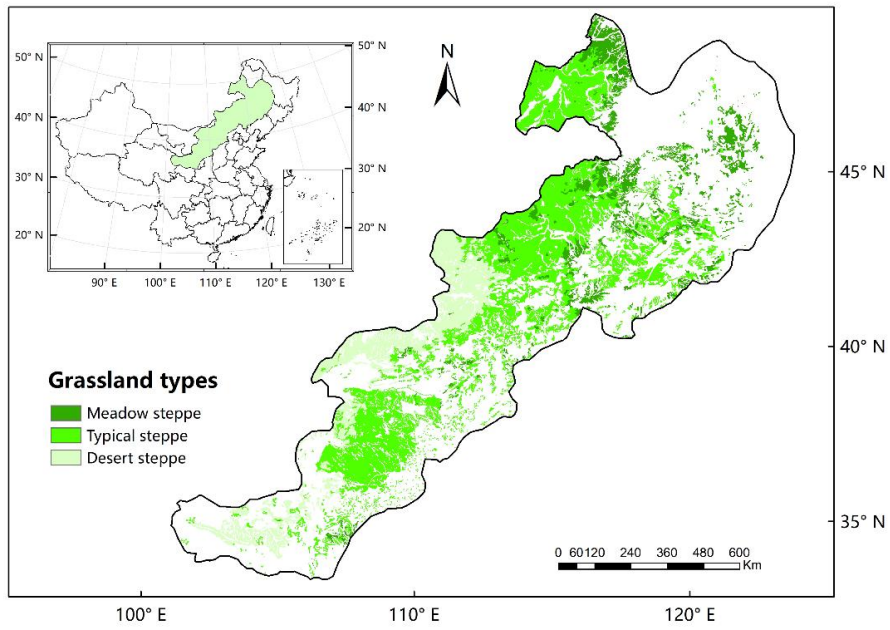 50° N
50° N
40° N
40° N
30° N
30° N
20° N
20° N
90° E
100° E
110° E
120° E
130° E
N
45° N
40° N
35° N
Grassland types
Meadow steppe
Typical steppe
Desert steppe
0 60120 240 360 480 600
Km
100° E
110° E
120° E